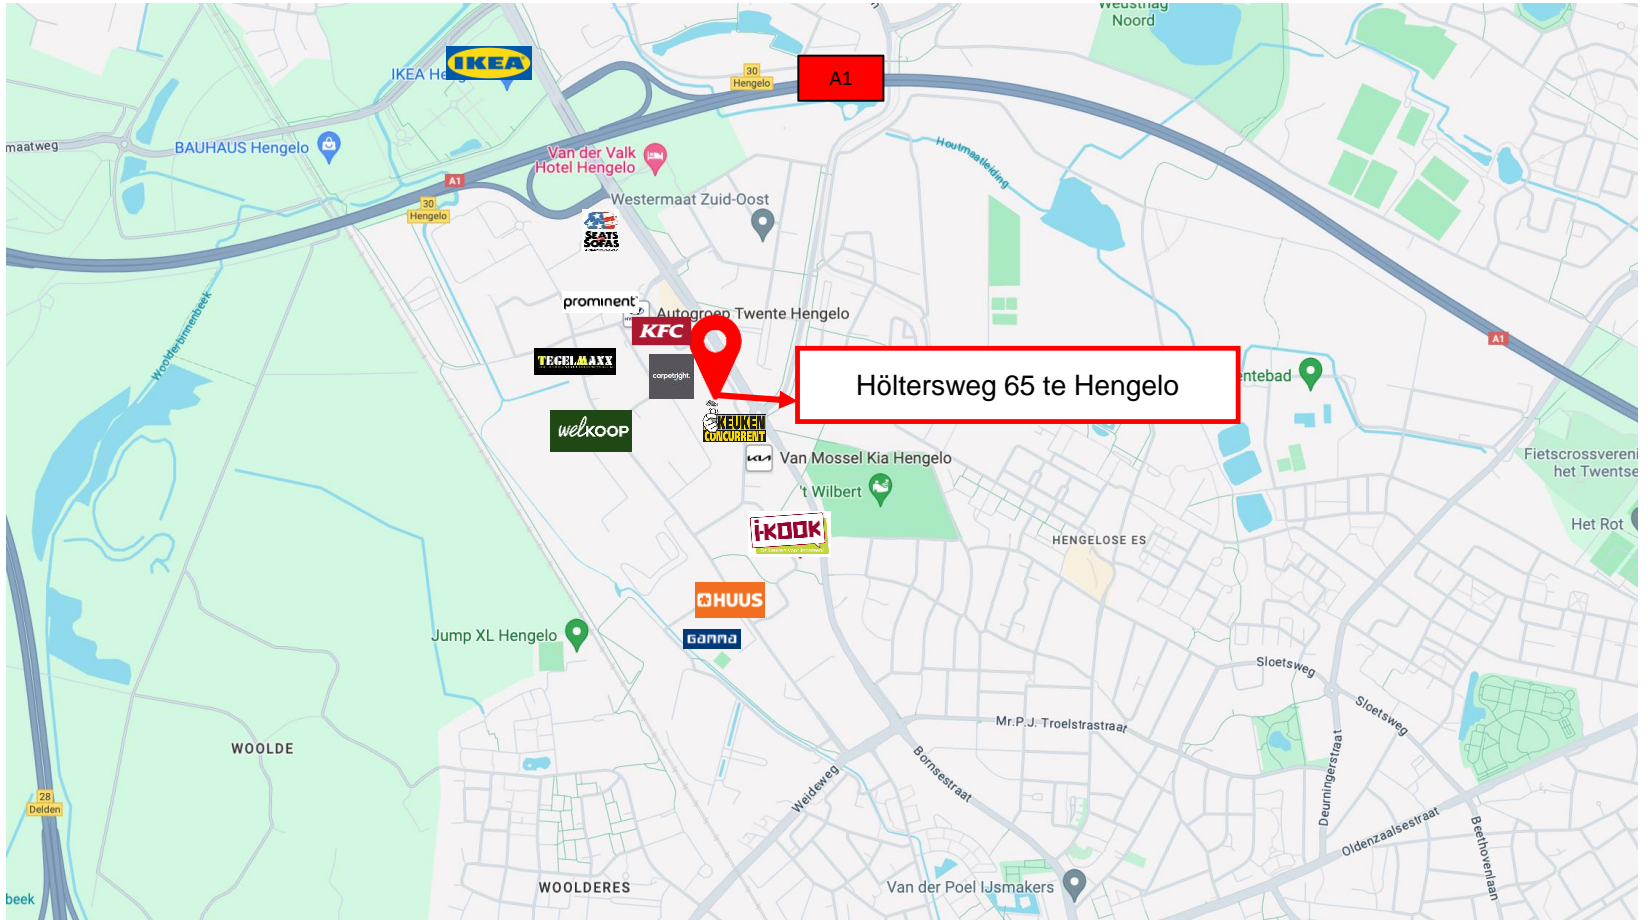 Weusthag
Noord
IKEA He
IKEA
30
Hengelo
A1
maatweg
BAUHAUS Hengelo
Van der Valk
Hotel Hengelo
Houtmaatleiding
A1
30
Hengelo
Westermaat Zuid-Oost
SEATS
SOFAS
Woolderbinnenbeek
prominent
Autogroep Twente Hengelo
KFC
A1
TEGELMAXX
carpetright.
Höltersweg 65 te Hengelo
entebad
welkoop
KEUKEN
CONCURRENT
Van Mossel Kia Hengelo
Fietscrossvereni
het Twentse
't Wilbert
i-KOOK
Het Rot
HENGELOSE ES
HUUS
Jump XL Hengelo
GAMMA
Sloetsweg
Sloetsweg
Mr.P.J. Troelstrastraat
WOOLDE
Bornsestraat
Weideweg
Deurningerstraat
28
Delden
Oldenzaalsestraat
Beethovenlaan
WOOLDERES
Van der Poel IJsmakers
beek